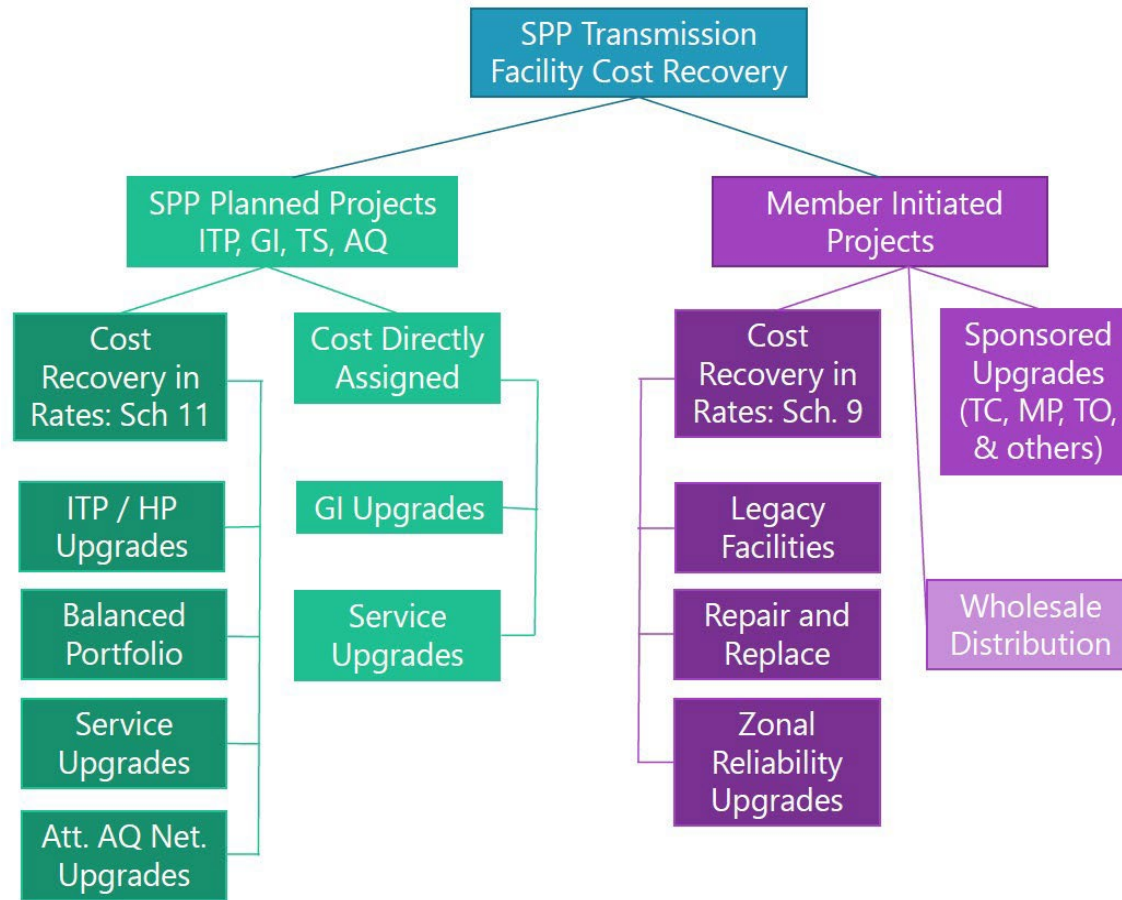 SPP Transmission
Facility Cost Recovery
SPP Planned Projects
ITP, GI, TS, AQ
Member Initiated
Projects
Cost
Recovery in
Rates: Sch 11
Cost Directly
Assigned
Cost
Recovery in
Rates: Sch. 9
Sponsored
Upgrades
(TC, MP, TO,
& others)
ITP / HP
Upgrades
GI Upgrades
Legacy
Facilities
Balanced
Portfolio
Service
Upgrades
Repair and
Replace
Wholesale
Distribution
Service
Upgrades
Zonal
Reliability
Upgrades
Att. AQ Net.
Upgrades